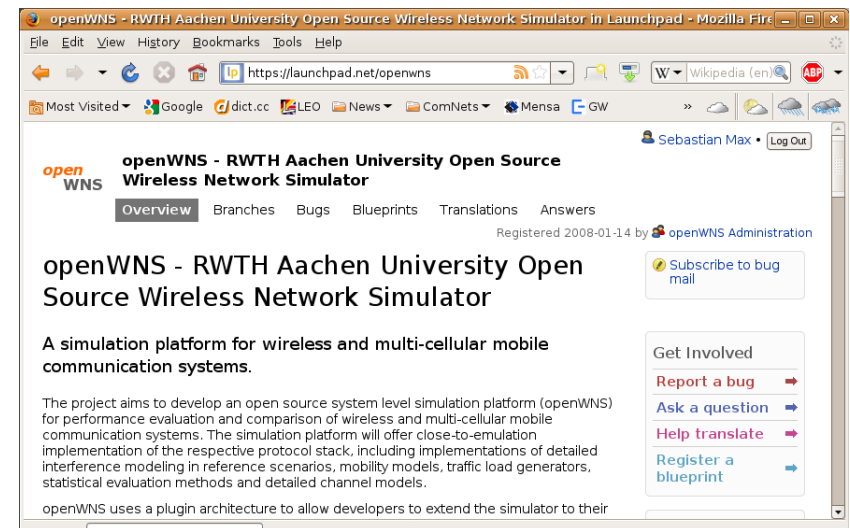 openWNS - RWTH Aachen University Open Source Wireless Network Simulator in Launchpad - Mozilla Fire
File Edit View History Bookmarks Tools Help
lp https://launchpad.net/openwns W Wikipedia (en) ABP
Most Visited Google dict.cc LEO News ComNets Mensa GW »
Sebastian Max • Log Out
open
WNS
openWNS - RWTH Aachen University Open Source
Wireless Network Simulator
Overview Branches Bugs Blueprints Translations Answers
Registered 2008-01-14 by openWNS Administration
openWNS - RWTH Aachen University Open
Source Wireless Network Simulator
Subscribe to bug
mail
A simulation platform for wireless and multi-cellular mobile
communication systems.
The project aims to develop an open source system level simulation platform (openWNS)
for performance evaluation and comparison of wireless and multi-cellular mobile
communication systems. The simulation platform will offer close-to-emulation
implementation of the respective protocol stack, including implementations of detailed
interference modeling in reference scenarios, mobility models, traffic load generators,
statistical evaluation methods and detailed channel models.
openWNS uses a plugin architecture to allow developers to extend the simulator to their
Get Involved
Report a bug
Ask a question
Help translate
Register a
blueprint